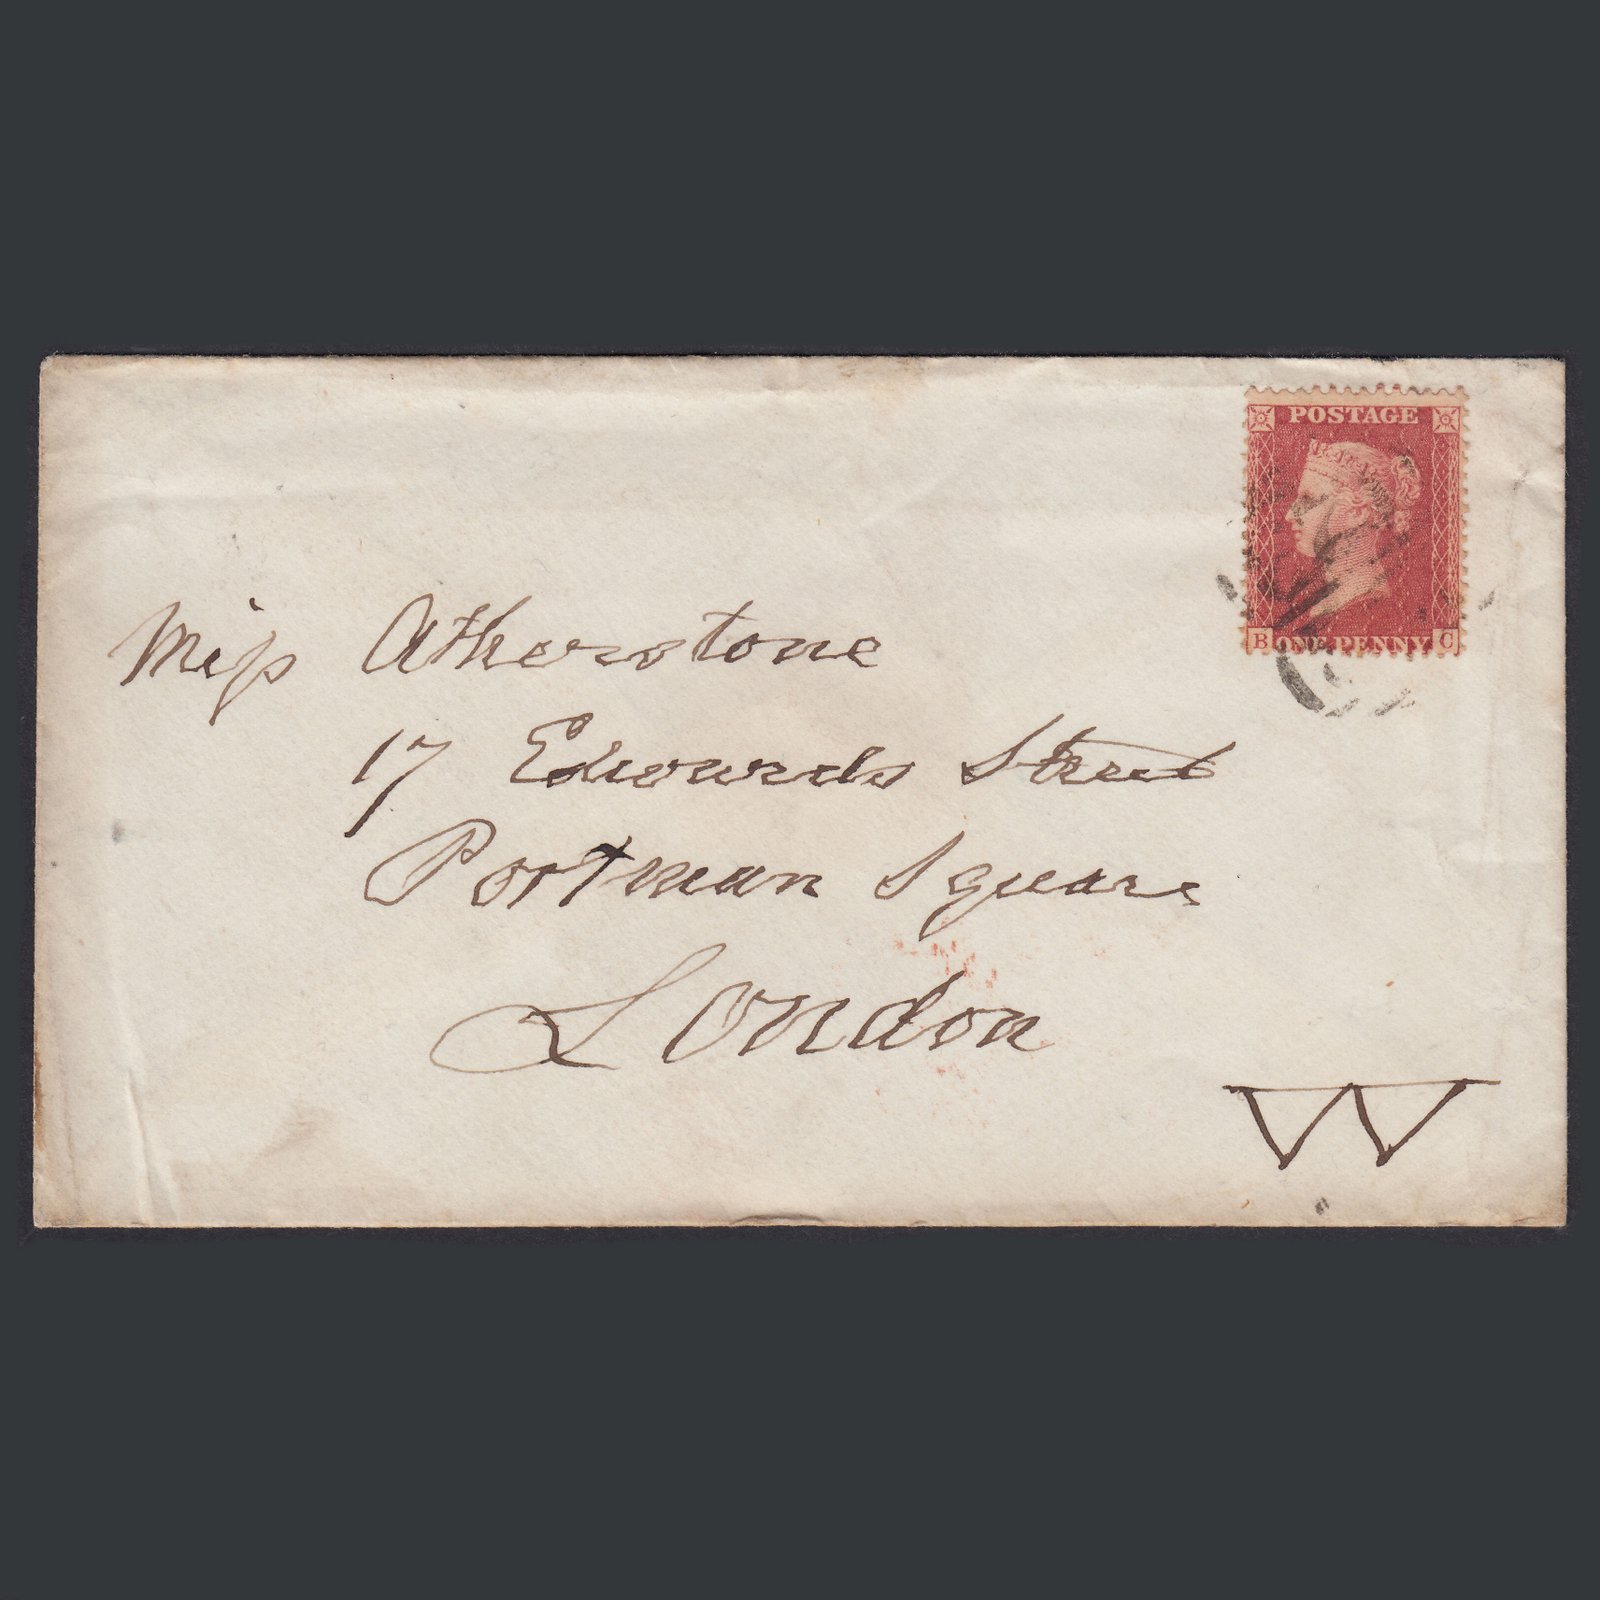 POSTAGE
B ONE PENNY C
Miss Atherstone
17 Edwards Street
Portman Square
London
W